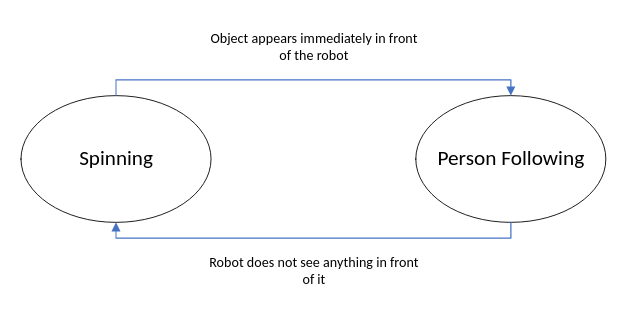 Object appears immediately in front
of the robot
Spinning
Person Following
Robot does not see anything in front
of it